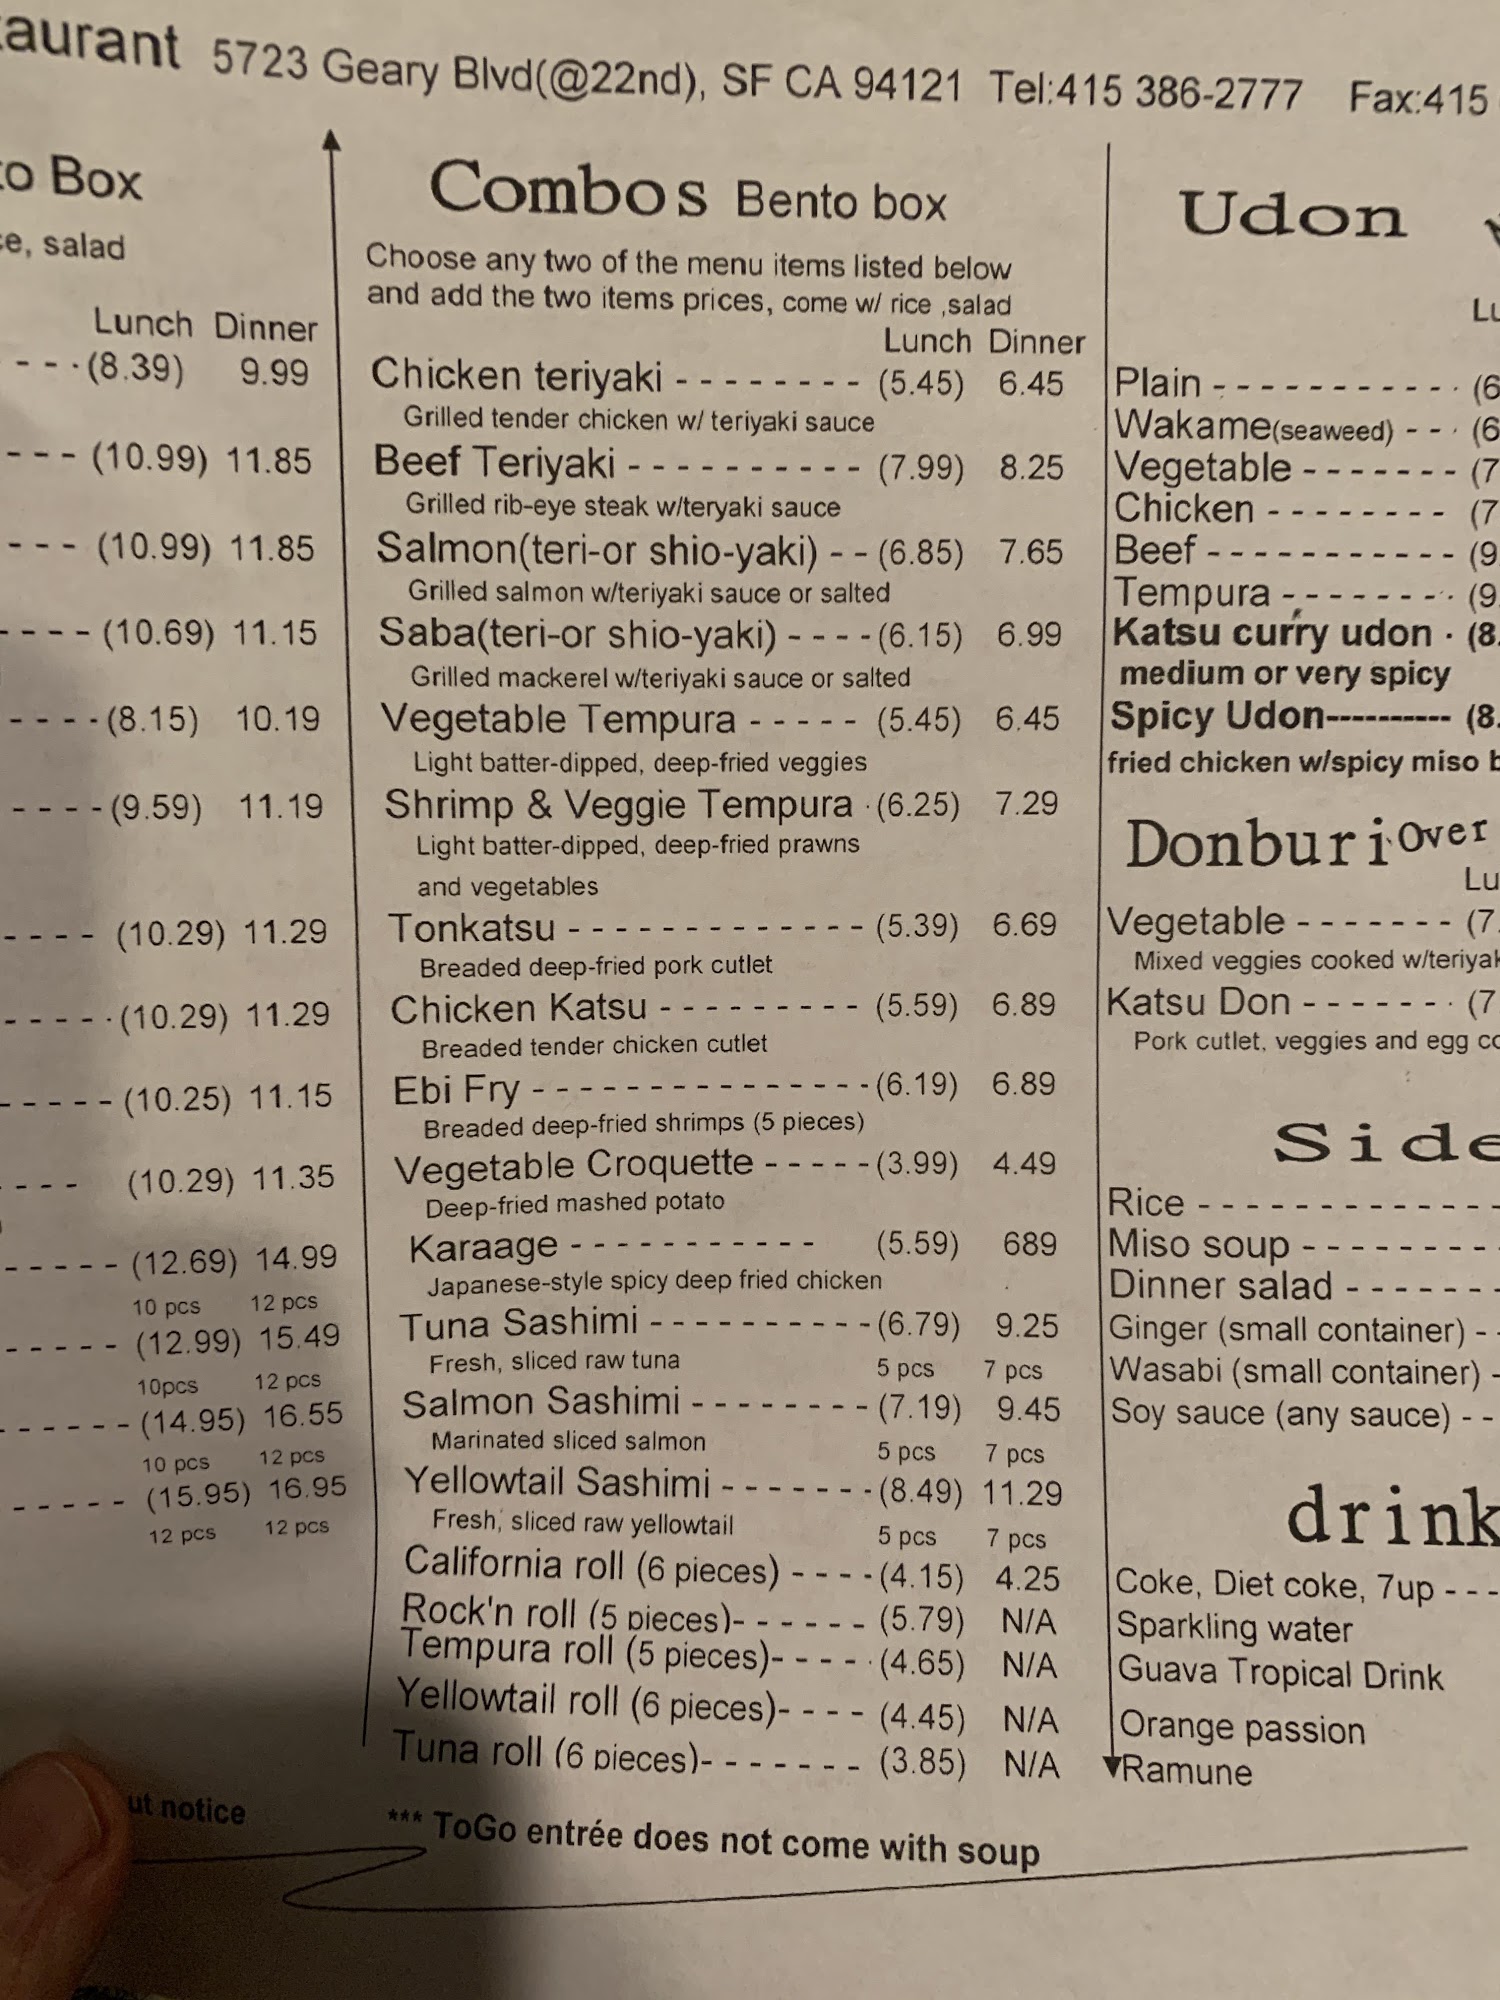 taurant 5723 Geary Blvd(@22nd), SF CA 94121 Tel:415 386-2777 Fax:415
to Box
ce, salad
Lunch Dinner
- - - -(8.39) 9.99
- - - (10.99) 11.85
- - - (10.99) 11.85
- - - - (10.69) 11.15
- - - -(8.15) 10.19
- - - -(9.59) 11.19
- - - - (10.29) 11.29
- - - - -(10.29) 11.29
- - - - - (10.25) 11.15
- - - - (10.29) 11.35
- - - - - (12.69) 14.99
10 pcs 12 pcs
- - - - - (12.99) 15.49
10pcs 12 pcs
- - - - - - (14.95) 16.55
10 pcs 12 pcs
- - - - - (15.95) 16.95
12 pcs 12 pcs
ut notice
Combos Bento box
Choose any two of the menu items listed below
and add the two items prices, come w/ rice ,salad
Lunch Dinner
Chicken teriyaki - - - - - - - - (5.45) 6.45
Grilled tender chicken w/ teriyaki sauce
Beef Teriyaki - - - - - - - - - - (7.99) 8.25
Grilled rib-eye steak w/teryaki sauce
Salmon(teri-or shio-yaki) - - (6.85) 7.65
Grilled salmon w/teriyaki sauce or salted
Saba(teri-or shio-yaki) - - - -(6.15) 6.99
Grilled mackerel w/teriyaki sauce or salted
Vegetable Tempura - - - - - (5.45) 6.45
Light batter-dipped, deep-fried veggies
Shrimp & Veggie Tempura -(6.25) 7.29
Light batter-dipped, deep-fried prawns
and vegetables
Tonkatsu - - - - - - - - - - - - - (5.39) 6.69
Breaded deep-fried pork cutlet
Chicken Katsu - - - - - - - - - (5.59) 6.89
Breaded tender chicken cutlet
Ebi Fry - - - - - - - - - - - - - - -(6.19) 6.89
Breaded deep-fried shrimps (5 pieces)
Vegetable Croquette - - - - -(3.99) 4.49
Deep-fried mashed potato
Karaage - - - - - - - - - - - (5.59) 689
Japanese-style spicy deep fried chicken
Tuna Sashimi - - - - - - - - - -(6.79) 9.25
Fresh, sliced raw tuna 5 pcs 7 pcs
Salmon Sashimi - - - - - - - -(7.19) 9.45
Marinated sliced salmon 5 pcs 7 pcs
Yellowtail Sashimi - - - - - - -(8.49) 11.29
Fresh, sliced raw yellowtail 5 pcs 7 pcs
California roll (6 pieces) - - - -(4.15) 4.25
Rock'n roll (5 pieces)- - - - - - (5.79) N/A
Tempura roll (5 pieces)- - - - -(4.65) N/A
Yellowtail roll (6 pieces)- - - - (4.45) N/A
Tuna roll (6 pieces)- - - - - - - (3.85) N/A
*** ToGo entrée does not come with soup
Udon
Lu
Plain - - - - - - - - - - - - (6
Wakame(seaweed) - - - (6
Vegetable - - - - - - - (7
Chicken - - - - - - - - (7
Beef - - - - - - - - - - - (9
Tempura - - - - - - - - (9.
Katsu curry udon - (8.
medium or very spicy
Spicy Udon---------- (8.
fried chicken w/spicy miso b
Donburi over
Lu
Vegetable - - - - - - - (7.
Mixed veggies cooked w/teriyak
Katsu Don - - - - - - - (7
Pork cutlet, veggies and egg co
Side
Rice - - - - - - - - - - - - -
Miso soup - - - - - - - - -
Dinner salad - - - - - - -
Ginger (small container) - -
Wasabi (small container) -
Soy sauce (any sauce) - -
drink
Coke, Diet coke, 7up - - -
Sparkling water
Guava Tropical Drink
Orange passion
Ramune